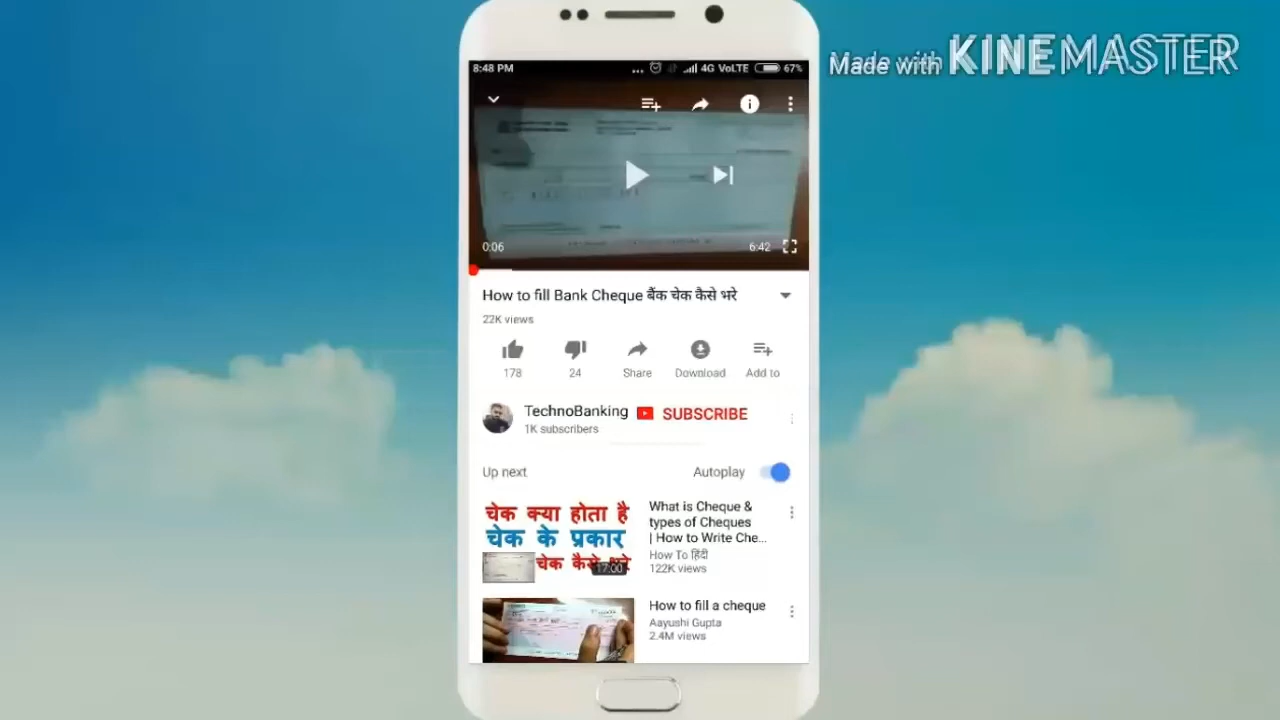 Made with KINEMASTER
8:48 PM
4G VoLTE 67%
0:06
6:42
How to fill Bank Cheque बैंक चेक कैसे भरे
22K views
178
24
Share
Download
Add to
TechnoBanking
SUBSCRIBE
1K subscribers
Up next
Autoplay
चेक क्या होता है
चेक के प्रकार
चेक कैसे भरे
17:00
What is Cheque &
types of Cheques
| How to Write Che...
How To हिंदी
122K views
How to fill a cheque
Aayushi Gupta
2.4M views